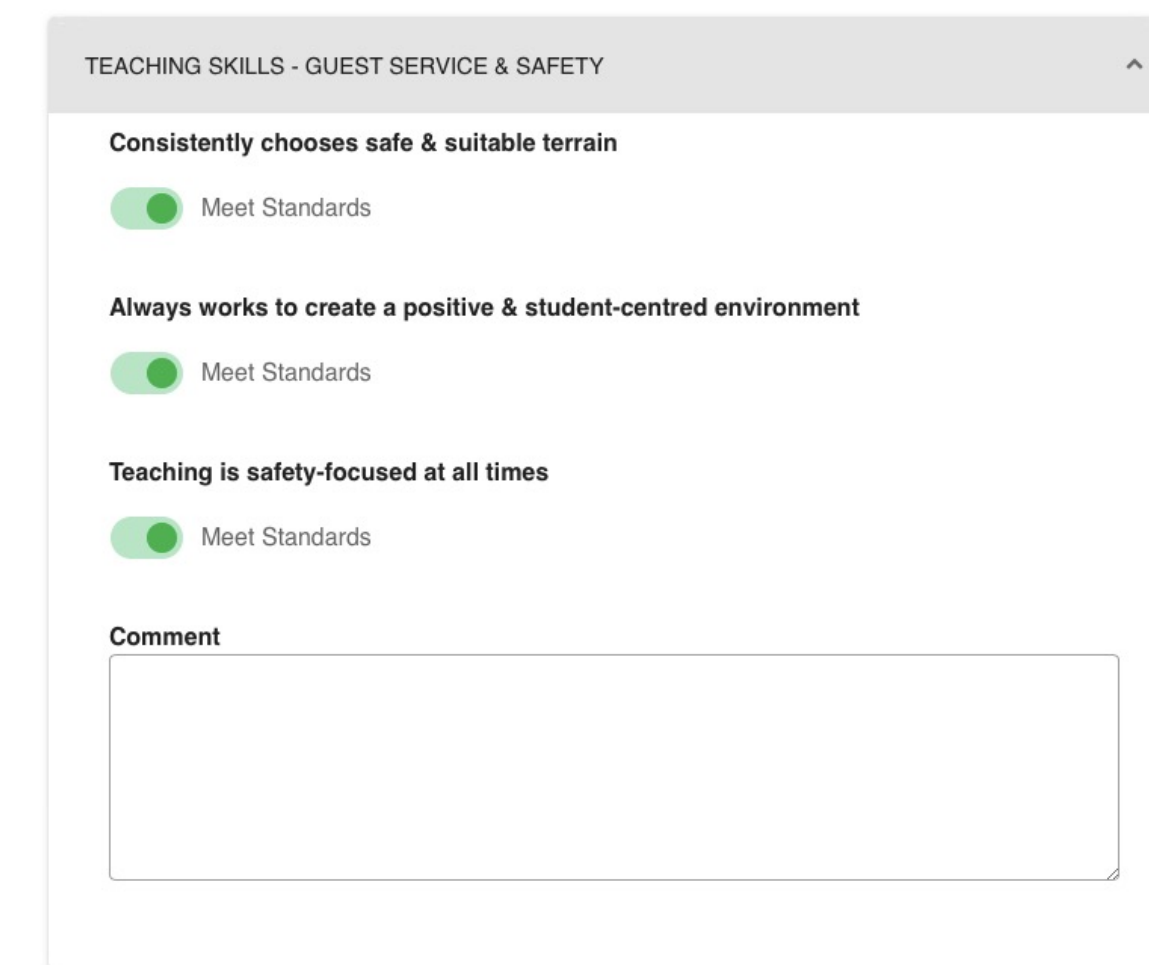 TEACHING SKILLS - GUEST SERVICE & SAFETY
Consistently chooses safe & suitable terrain
Meet Standards
Always works to create a positive & student-centred environment
Meet Standards
Teaching is safety-focused at all times
Meet Standards
Comment